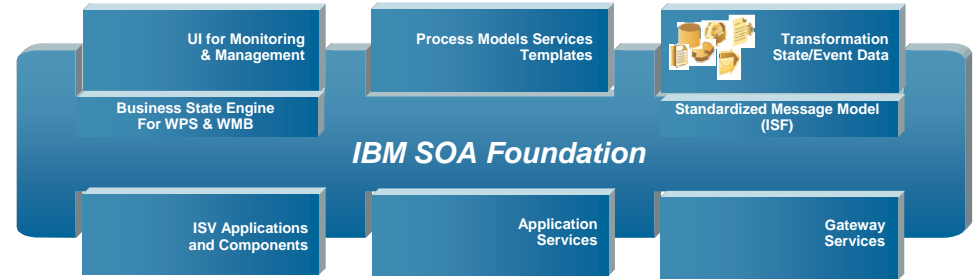 UI for Monitoring
& Management
Process Models Services
Templates
Transformation
State/Event Data
Business State Engine
For WPS & WMB
Standardized Message Model
(ISF)
IBM SOA Foundation
ISV Applications
and Components
Application
Services
Gateway
Services